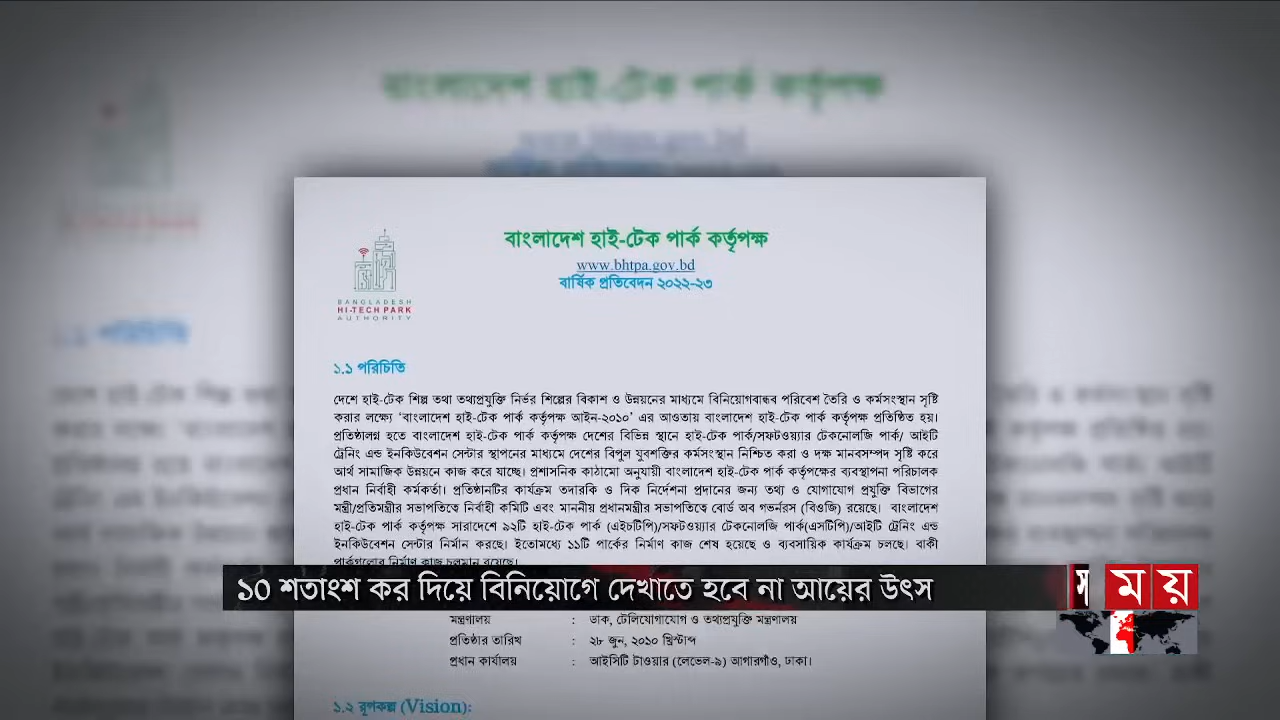 বাংলাদেশ হাই-টেক পার্ক কর্তৃপক্ষ
বাংলাদেশ হাই-টেক পার্ক কর্তৃপক্ষ
www.bhtpa.gov.bd
বার্ষিক প্রতিবেদন ২০২২-২৩
BANGLADESH
HI-TECH PARK
AUTHORITY
১.১ পরিচিতি
দেশে হাই-টেক শিল্প তথা তথ্যপ্রযুক্তি নির্ভর শিল্পের বিকাশ ও উন্নয়নের মাধ্যমে বিনিয়োগবান্ধব পরিবেশ তৈরি ও কর্মসংস্থান সৃষ্টি
করার লক্ষ্যে ‘বাংলাদেশ হাই-টেক পার্ক কর্তৃপক্ষ আইন-২০১০’ এর আওতায় বাংলাদেশ হাই-টেক পার্ক কর্তৃপক্ষ প্রতিষ্ঠিত হয়।
প্রতিষ্ঠালগ্ন হতে বাংলাদেশ হাই-টেক পার্ক কর্তৃপক্ষ দেশের বিভিন্ন স্থানে হাই-টেক পার্ক/সফটওয়্যার টেকনোলজি পার্ক/ আইটি
ট্রেনিং এন্ড ইনকিউবেশন সেন্টার স্থাপনের মাধ্যমে দেশের বিপুল যুবশক্তির কর্মসংস্থান নিশ্চিত করা ও দক্ষ মানবসম্পদ সৃষ্টি করে
আর্থ সামাজিক উন্নয়নে কাজ করে যাচ্ছে। প্রশাসনিক কাঠামো অনুযায়ী বাংলাদেশ হাই-টেক পার্ক কর্তৃপক্ষের ব্যবস্থাপনা পরিচালক
প্রধান নির্বাহী কর্মকর্তা। প্রতিষ্ঠানটির কার্যক্রম তদারকি ও দিক নির্দেশনা প্রদানের জন্য তথ্য ও যোগাযোগ প্রযুক্তি বিভাগের
মন্ত্রী/প্রতিমন্ত্রীর সভাপতিত্বে নির্বাহী কমিটি এবং মাননীয় প্রধানমন্ত্রীর সভাপতিত্বে বোর্ড অব গভর্নরস (বিওজি) রয়েছে। বাংলাদেশ
হাই-টেক পার্ক কর্তৃপক্ষ সারাদেশে ৯২টি হাই-টেক পার্ক (এইচটিপি)/সফটওয়্যার টেকনোলজি পার্ক(এসটিপি)/আইটি ট্রেনিং এন্ড
ইনকিউবেশন সেন্টার নির্মান করছে। ইতোমধ্যে ১১টি পার্কের নির্মাণ কাজ শেষ হয়েছে ও ব্যবসায়িক কার্যক্রম চলছে। বাকী
পার্কগুলোর নির্মাণ কাজ চলমান রয়েছে।
১০ শতাংশ কর দিয়ে বিনিয়োগে দেখাতে হবে না আয়ের উৎস
সময়
মন্ত্রণালয় : ডাক, টেলিযোগাযোগ ও তথ্যপ্রযুক্তি মন্ত্রণালয়
প্রতিষ্ঠার তারিখ : ২৮ জুন, ২০১০ খ্রিস্টাব্দ
প্রধান কার্যালয় : আইসিটি টাওয়ার (লেভেল-৯) আগারগাঁও, ঢাকা।
১.২ রূপকল্প (Vision):